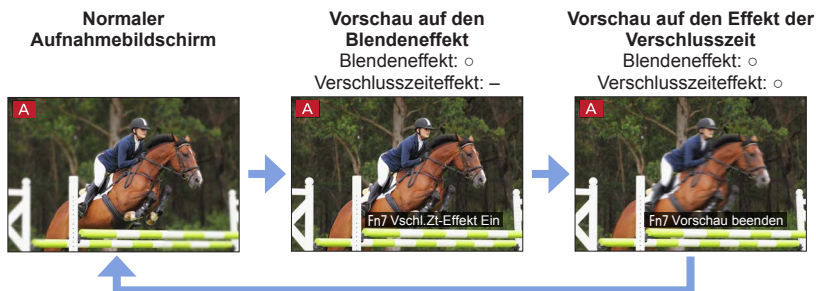 Normaler
Aufnahmebildschirm
Vorschau auf den
Blendeneffekt
Blendeneffekt: ○
Verschlusszeiteffekt: –
Vorschau auf den Effekt der
Verschlusszeit
Blendeneffekt: ○
Verschlusszeiteffekt: ○
A
A
Fn7 Vschl.Zt-Effekt Ein
A
Fn7 Vorschau beenden